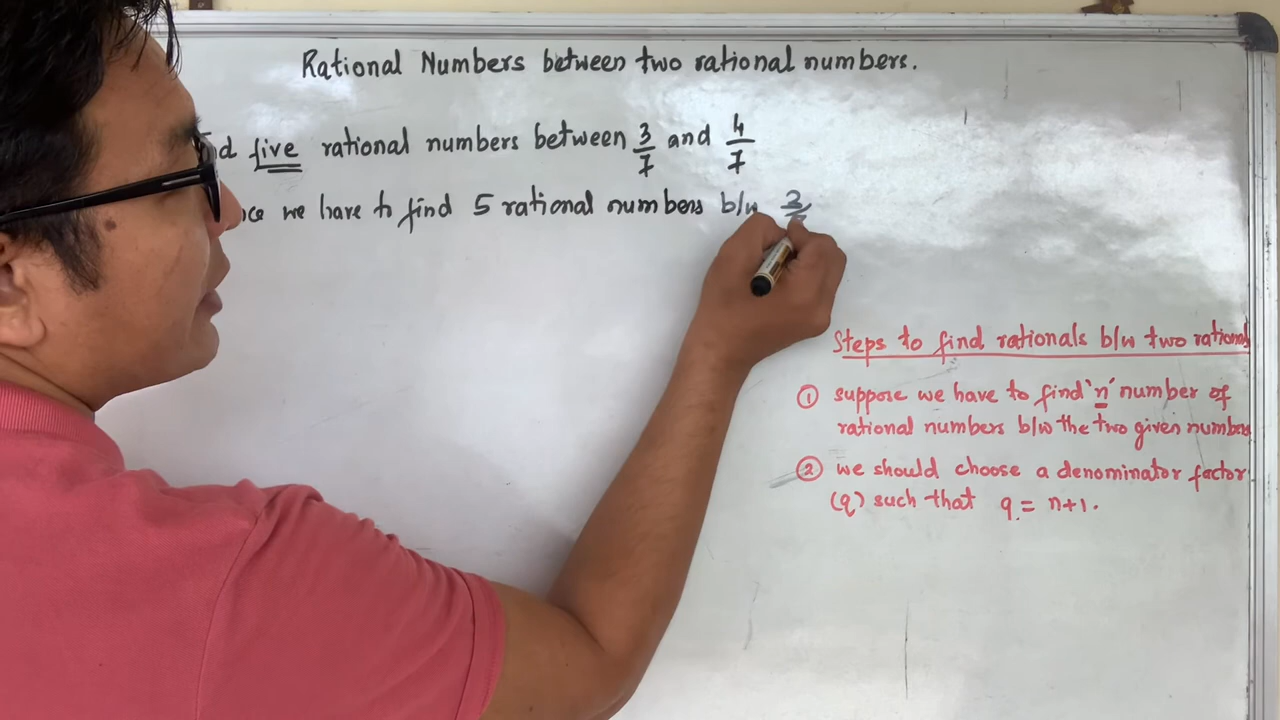 Rational Numbers between two rational numbers.
five rational numbers between 3/7 and 4/7
we have to find 5 rational numbers b/w 3/
Steps to find rationals b/w two rational
① suppose we have to find 'n' number of
rational numbers b/w the two given numbers
② we should choose a denominator factor
(q) such that q = n+1.